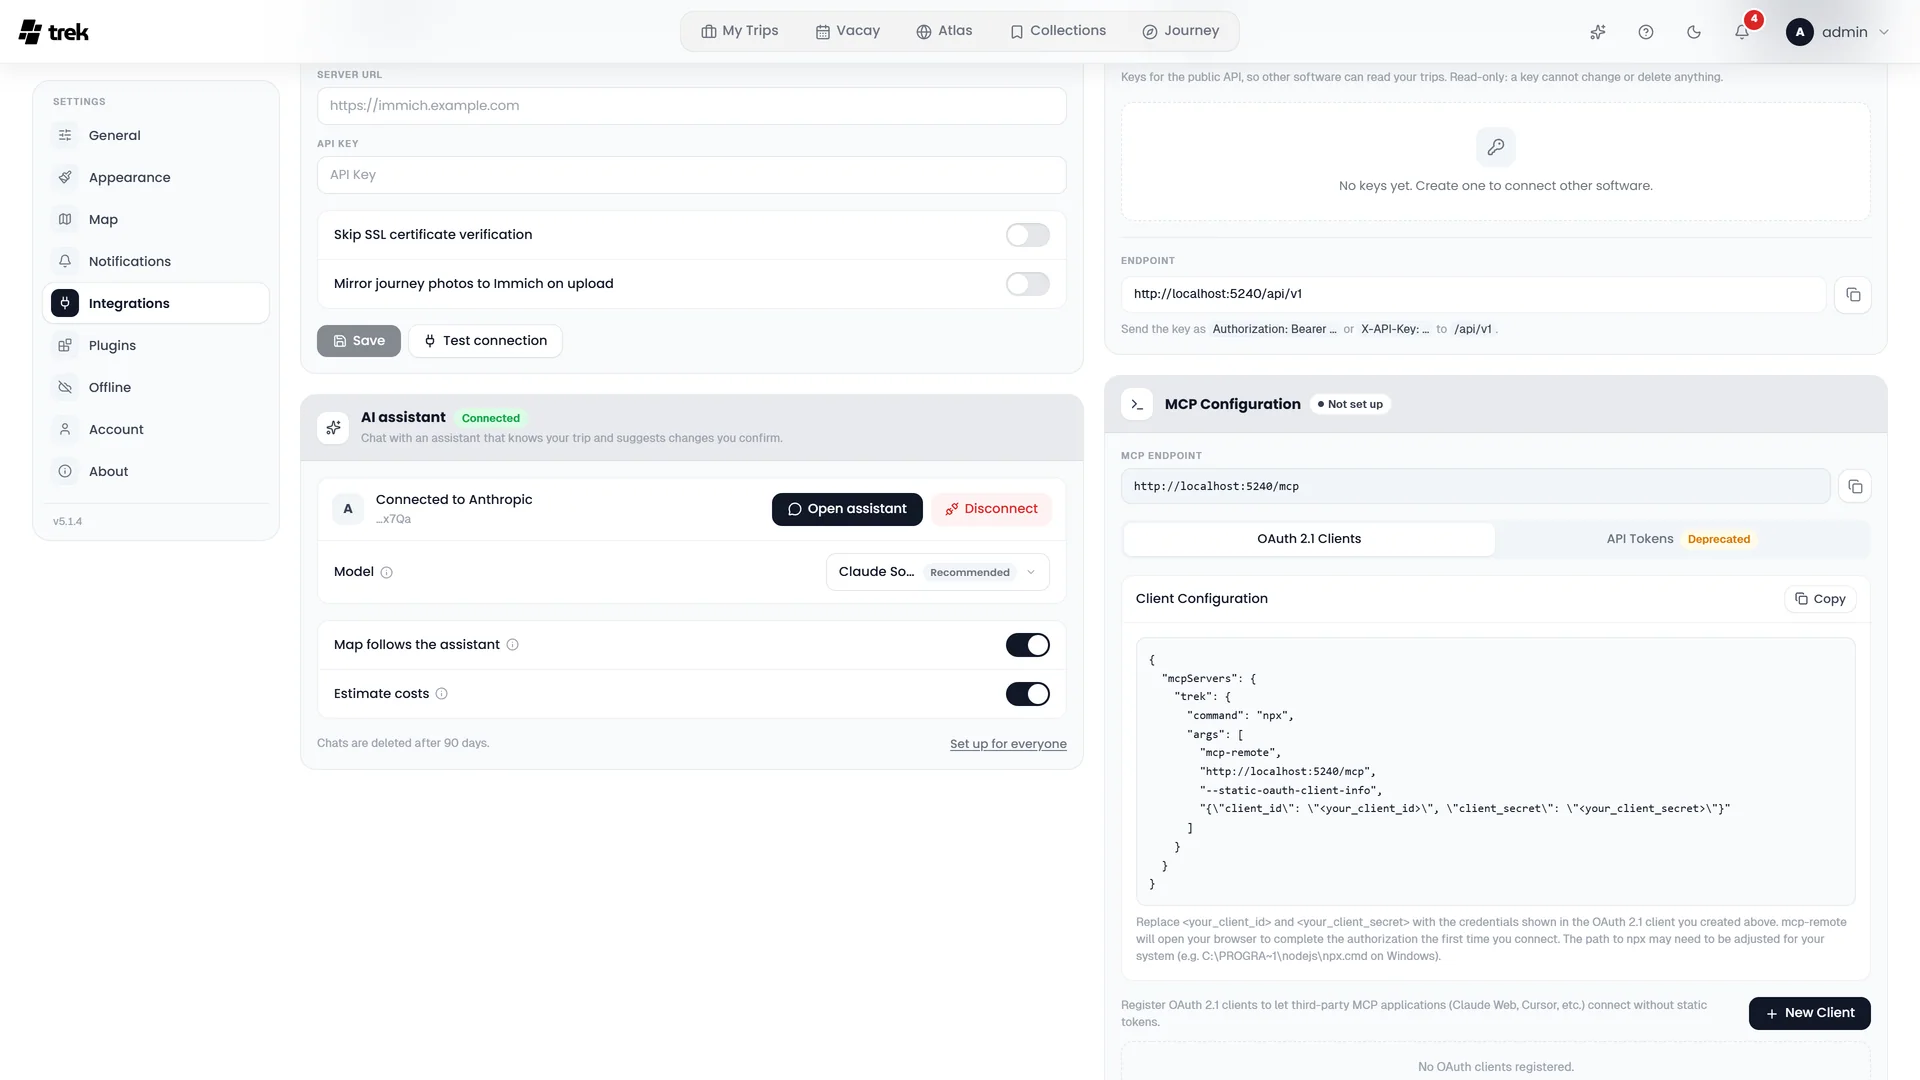 trek
My Trips
Vacay
Atlas
Collections
Journey
4
A
admin
SETTINGS
General
Appearance
Map
Notifications
Integrations
Plugins
Offline
Account
About
v5.1.4
SERVER URL
https://immich.example.com
API KEY
API Key
Skip SSL certificate verification
Mirror journey photos to Immich on upload
Save
Test connection
AI assistant Connected
Chat with an assistant that knows your trip and suggests changes you confirm.
A
Connected to Anthropic
...x7Qa
Open assistant
Disconnect
Model
Claude So... Recommended
Map follows the assistant
Estimate costs
Chats are deleted after 90 days.
Set up for everyone
Keys for the public API, so other software can read your trips. Read-only: a key cannot change or delete anything.
No keys yet. Create one to connect other software.
ENDPOINT
http://localhost:5240/api/v1
Send the key as Authorization: Bearer … or X-API-Key: … to /api/v1 .
MCP Configuration Not set up
MCP ENDPOINT
http://localhost:5240/mcp
OAuth 2.1 Clients
API Tokens Deprecated
Client Configuration
Copy
{
"mcpServers": {
"trek": {
"command": "npx",
"args": [
"mcp-remote",
"http://localhost:5240/mcp",
"--static-oauth-client-info",
"{\"client_id\": \"<your_client_id>\", \"client_secret\": \"<your_client_secret>\"}"
]
}
}
}
Replace <your_client_id> and <your_client_secret> with the credentials shown in the OAuth 2.1 client you created above. mcp-remote
will open your browser to complete the authorization the first time you connect. The path to npx may need to be adjusted for your
system (e.g. C:\PROGRA~1\nodejs\npx.cmd on Windows).
Register OAuth 2.1 clients to let third-party MCP applications (Claude Web, Cursor, etc.) connect without static
tokens.
New Client
No OAuth clients registered.